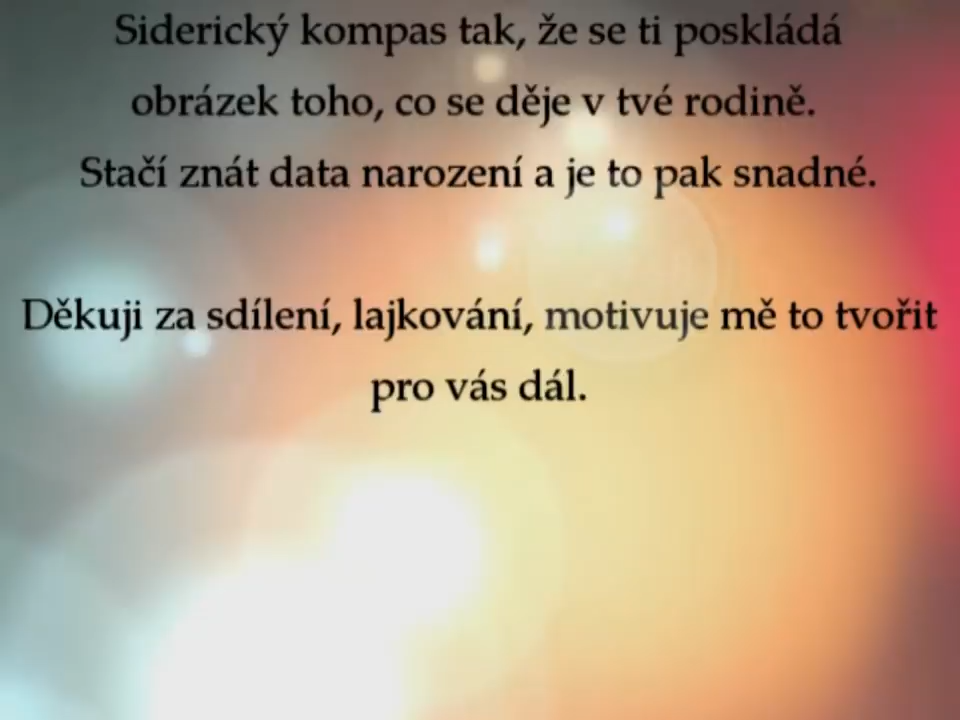 Siderický kompas tak, že se ti poskládá
obrázek toho, co se děje v tvé rodině.
Stačí znát data narození a je to pak snadné.
Děkuji za sdílení, lajkování, motivuje mě to tvořit
pro vás dál.